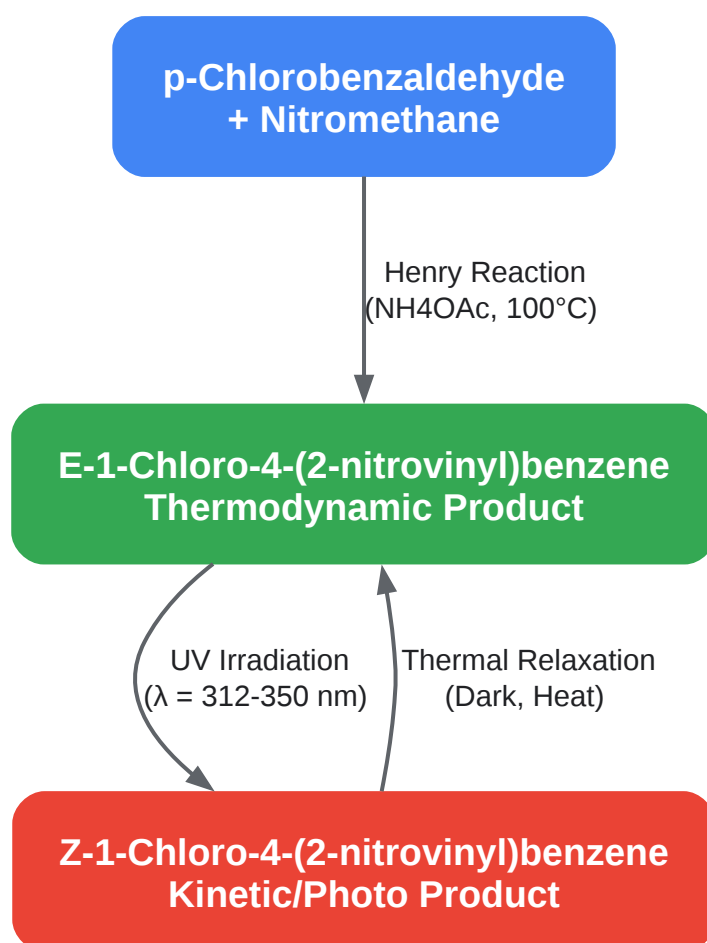 p-Chlorobenzaldehyde
+ Nitromethane
Henry Reaction
(NH4OAc, 100°C)
E-1-Chloro-4-(2-nitrovinyl)benzene
Thermodynamic Product
UV Irradiation
(λ = 312-350 nm)
Thermal Relaxation
(Dark, Heat)
Z-1-Chloro-4-(2-nitrovinyl)benzene
Kinetic/Photo Product